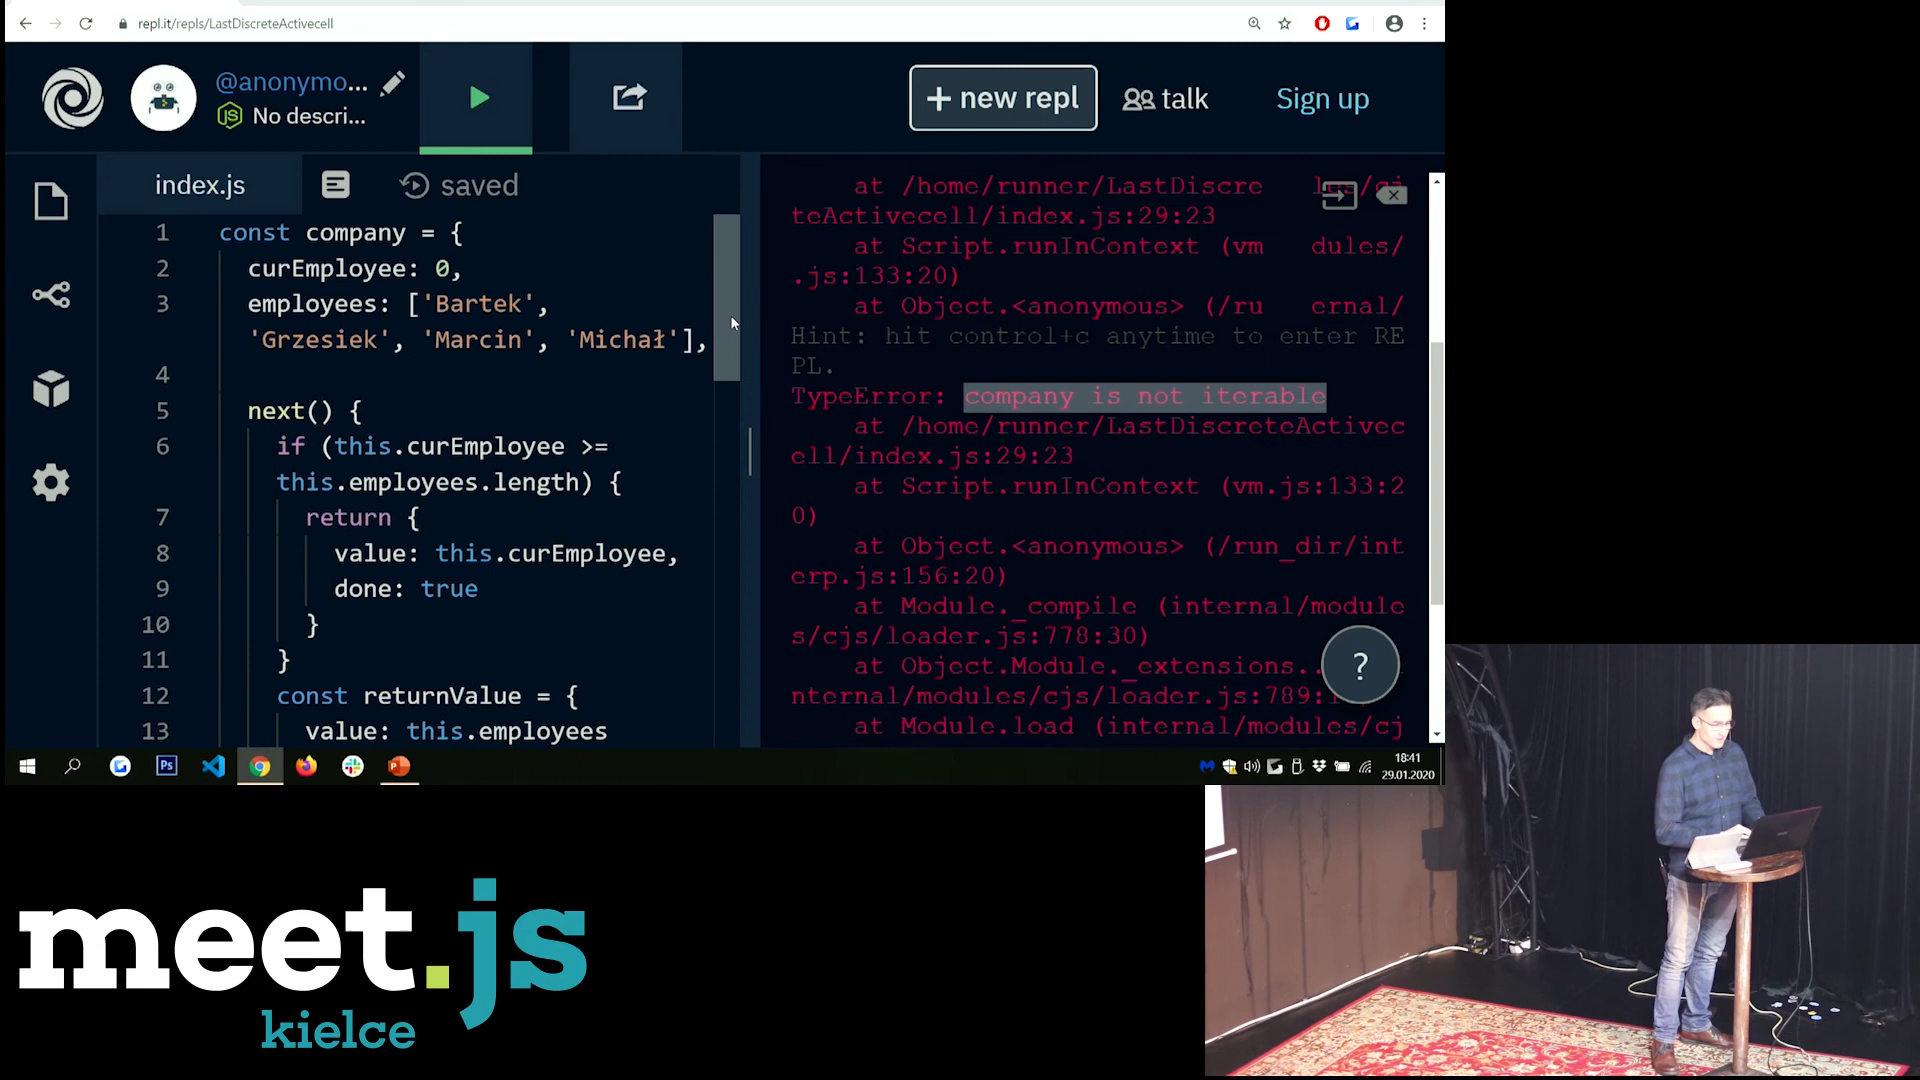 repl.it/repls/LastDiscreteActivecell
@anonymo...
No descri...
+ new repl
talk
Sign up
index.js
saved
1 const company = {
2 curEmployee: 0,
3 employees: ['Bartek',
'Grzesiek', 'Marcin', 'Michał'],
4
5 next() {
6 if (this.curEmployee >=
this.employees.length) {
7 return {
8 value: this.curEmployee,
9 done: true
10 }
11 }
12 const returnValue = {
13 value: this.employees
at /home/runner/LastDiscre les/cj
teActivecell/index.js:29:23
at Script.runInContext (vm dules/
.js:133:20)
at Object.<anonymous> (/ru ernal/
Hint: hit control+c anytime to enter RE
PL.
TypeError: company is not iterable
at /home/runner/LastDiscreteActivec
ell/index.js:29:23
at Script.runInContext (vm.js:133:2
0)
at Object.<anonymous> (/run_dir/int
erp.js:156:20)
at Module._compile (internal/module
s/cjs/loader.js:778:30)
at Object.Module._extensions..
nternal/modules/cjs/loader.js:789:
at Module.load (internal/modules/cj
?
Ps
18:41
29.01.2020
meet.js
kielce